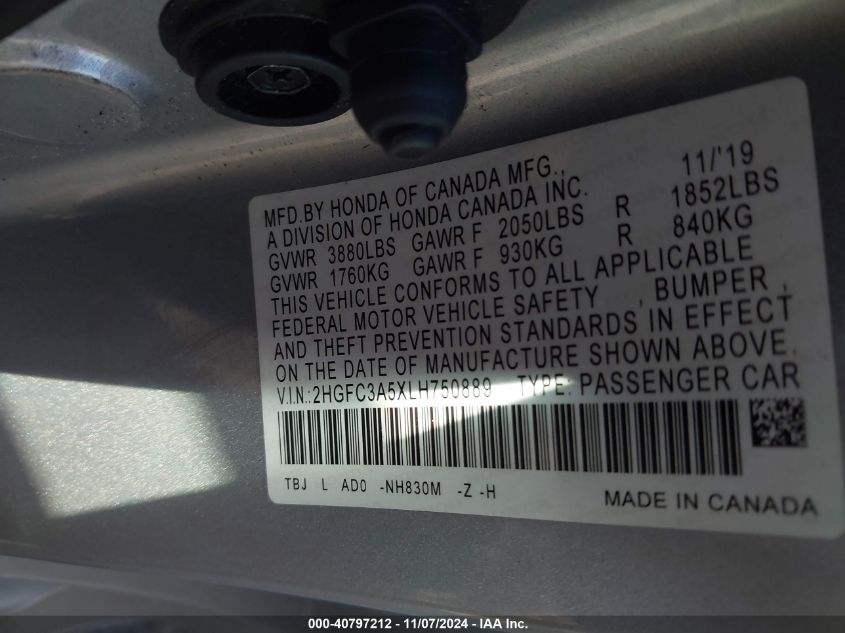 MFD.BY HONDA OF CANADA MFG., 11/'19
A DIVISION OF HONDA CANADA INC.
GVWR 3880LBS GAWR F 2050LBS R 1852LBS
GVWR 1760KG GAWR F 930KG R 840KG
THIS VEHICLE CONFORMS TO ALL APPLICABLE
FEDERAL MOTOR VEHICLE SAFETY , BUMPER ,
AND THEFT PREVENTION STANDARDS IN EFFECT
ON THE DATE OF MANUFACTURE SHOWN ABOVE.
V.I.N.:2HGFC3A5XLH750889 TYPE: PASSENGER CAR
TBJ L AD0 -NH830M -Z -H MADE IN CANADA
000-40797212 - 11/07/2024 - IAA Inc.